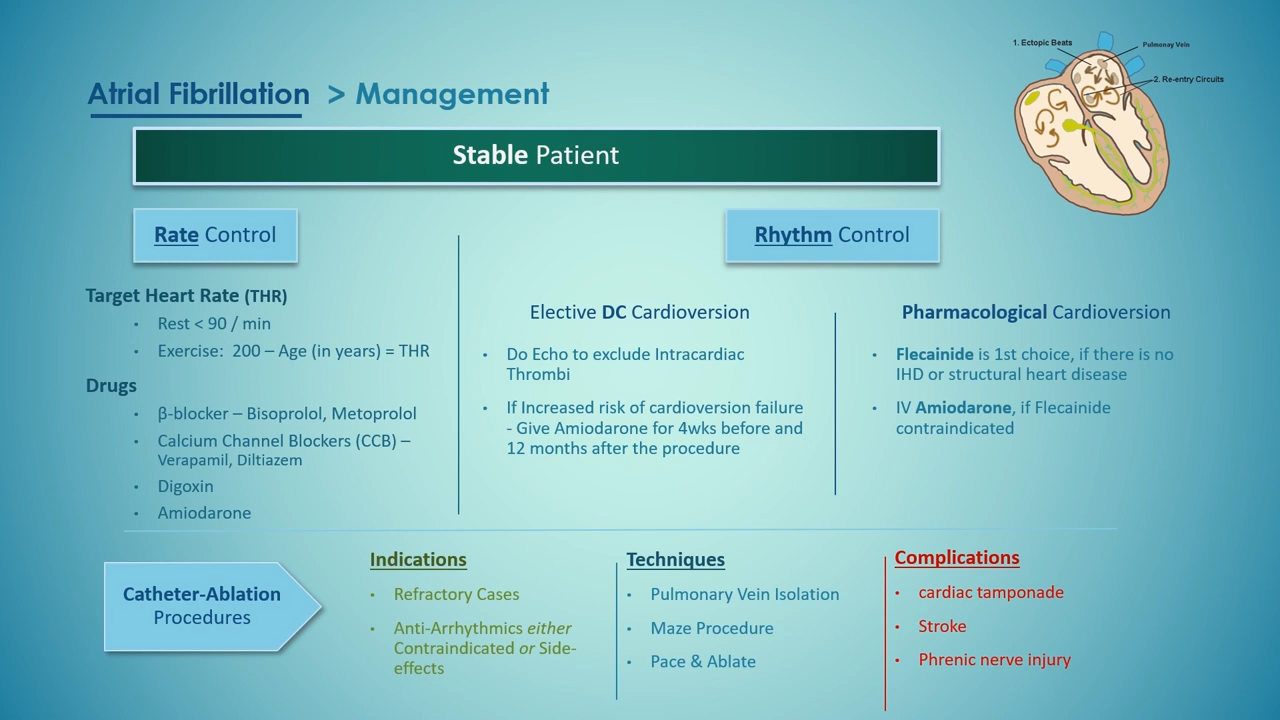 Atrial Fibrillation > Management
1. Ectopic Beats
Pulmonay Vein
2. Re-entry Circuits
Stable Patient
Rate Control
Target Heart Rate (THR)
• Rest < 90 / min
• Exercise: 200 – Age (in years) = THR
Drugs
• β-blocker – Bisoprolol, Metoprolol
• Calcium Channel Blockers (CCB) –
Verapamil, Diltiazem
• Digoxin
• Amiodarone
Rhythm Control
Elective DC Cardioversion
• Do Echo to exclude Intracardiac
Thrombi
• If Increased risk of cardioversion failure
- Give Amiodarone for 4wks before and
12 months after the procedure
Pharmacological Cardioversion
• Flecainide is 1st choice, if there is no
IHD or structural heart disease
• IV Amiodarone, if Flecainide
contraindicated
Catheter-Ablation
Procedures
Indications
• Refractory Cases
• Anti-Arrhythmics either
Contraindicated or Side-
effects
Techniques
• Pulmonary Vein Isolation
• Maze Procedure
• Pace & Ablate
Complications
• cardiac tamponade
• Stroke
• Phrenic nerve injury